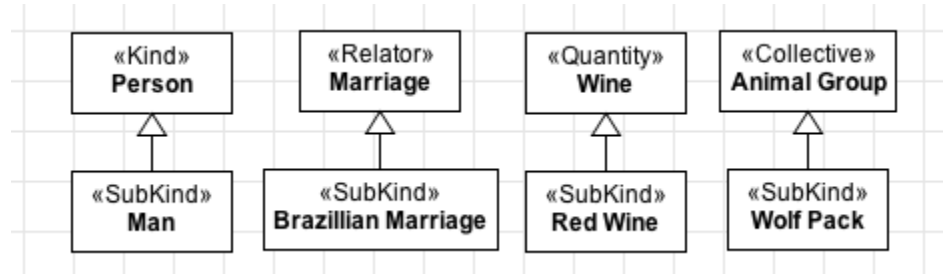 «Kind»
Person
«Relator»
Marriage
«Quantity»
Wine
«Collective»
Animal Group
«SubKind»
Man
«SubKind»
Brazillian Marriage
«SubKind»
Red Wine
«SubKind»
Wolf Pack